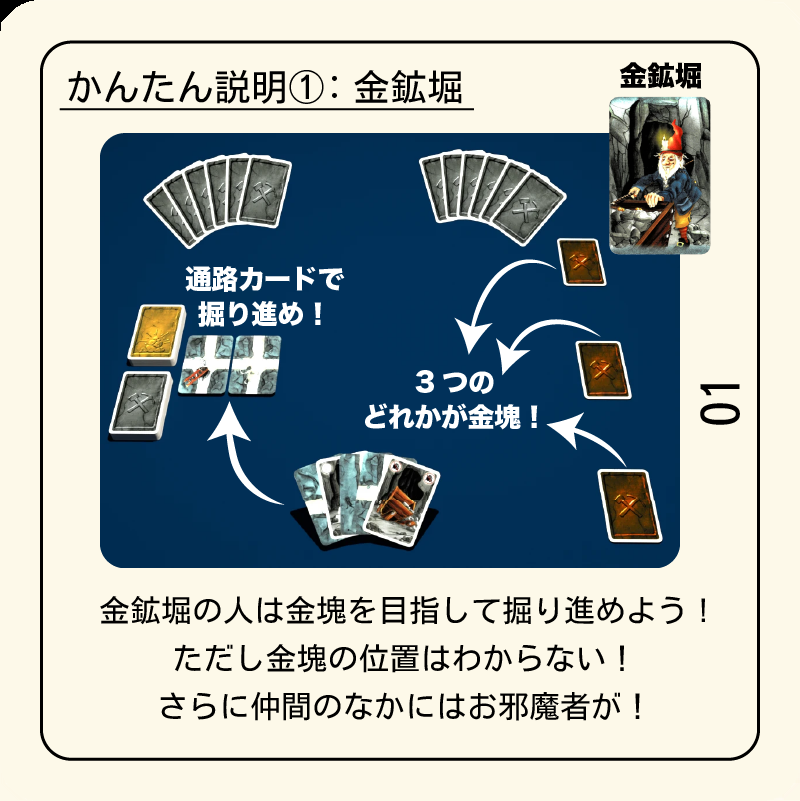 かんたん説明①：金鉱堀
金鉱堀
通路カードで
掘り進め！
３つの
どれかが金塊！
01
金鉱堀の人は金塊を目指して掘り進めよう！
ただし金塊の位置はわからない！
さらに仲間のなかにはお邪魔者が！